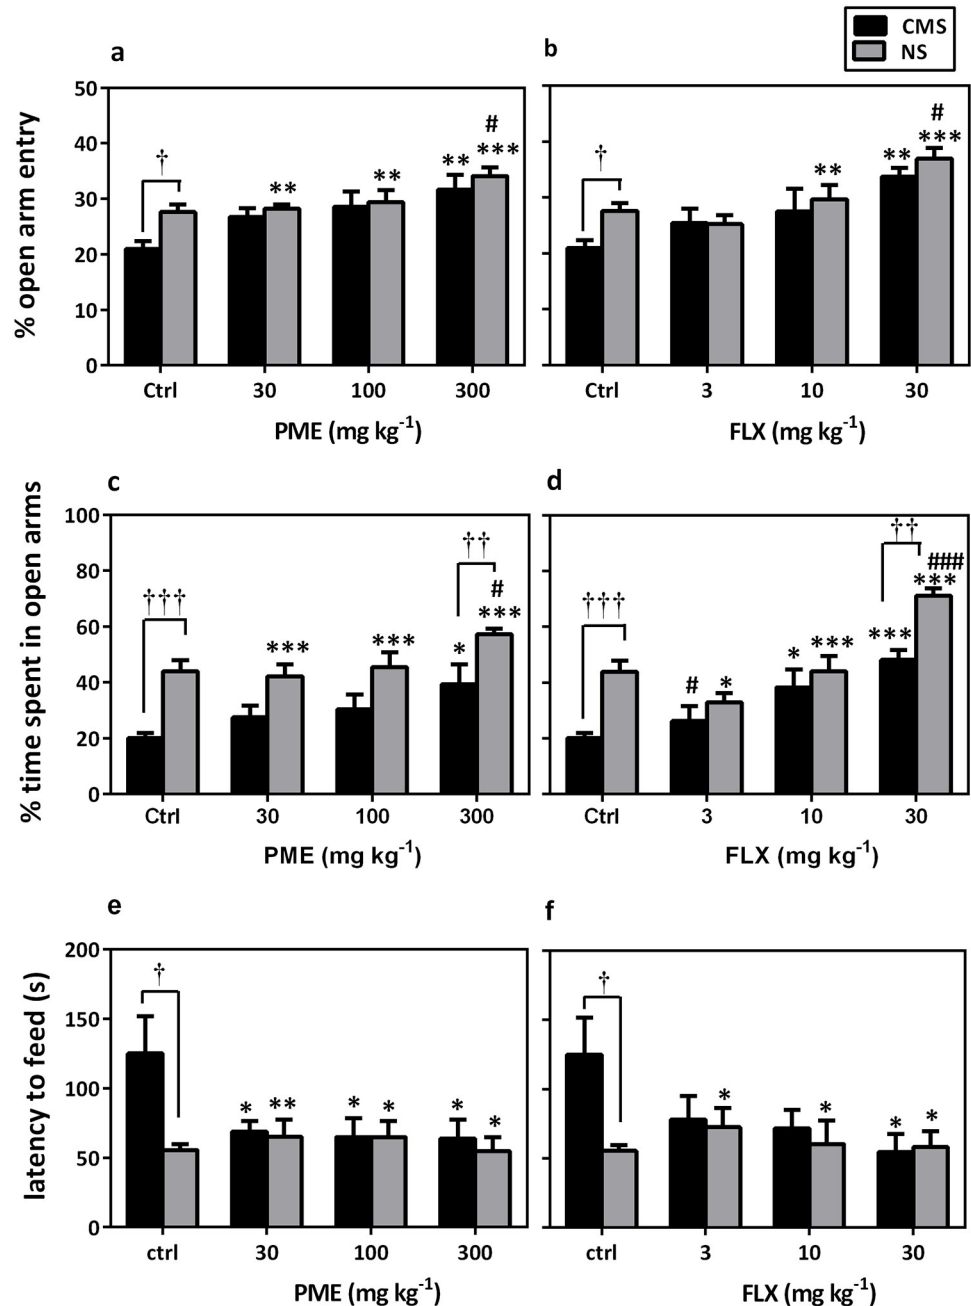 CMS
NS
a
b
% open arm entry
50
40
30
20
10
0
†
**
**
**
#
***
†
**
**
#
***
Ctrl 30 100 300
PME (mg kg-1)
Ctrl 3 10 30
FLX (mg kg-1)
c
d
% time spent in open arms
100
80
60
40
20
0
†††
***
***
††
*
#
***
†††
#
*
*
***
††
***
###
***
Ctrl 30 100 300
PME (mg kg-1)
Ctrl 3 10 30
FLX (mg kg-1)
e
f
latency to feed (s)
200
150
100
50
0
†
*
**
*
*
*
*
†
*
*
*
*
ctrl 30 100 300
PME (mg kg-1)
ctrl 3 10 30
FLX (mg kg-1)